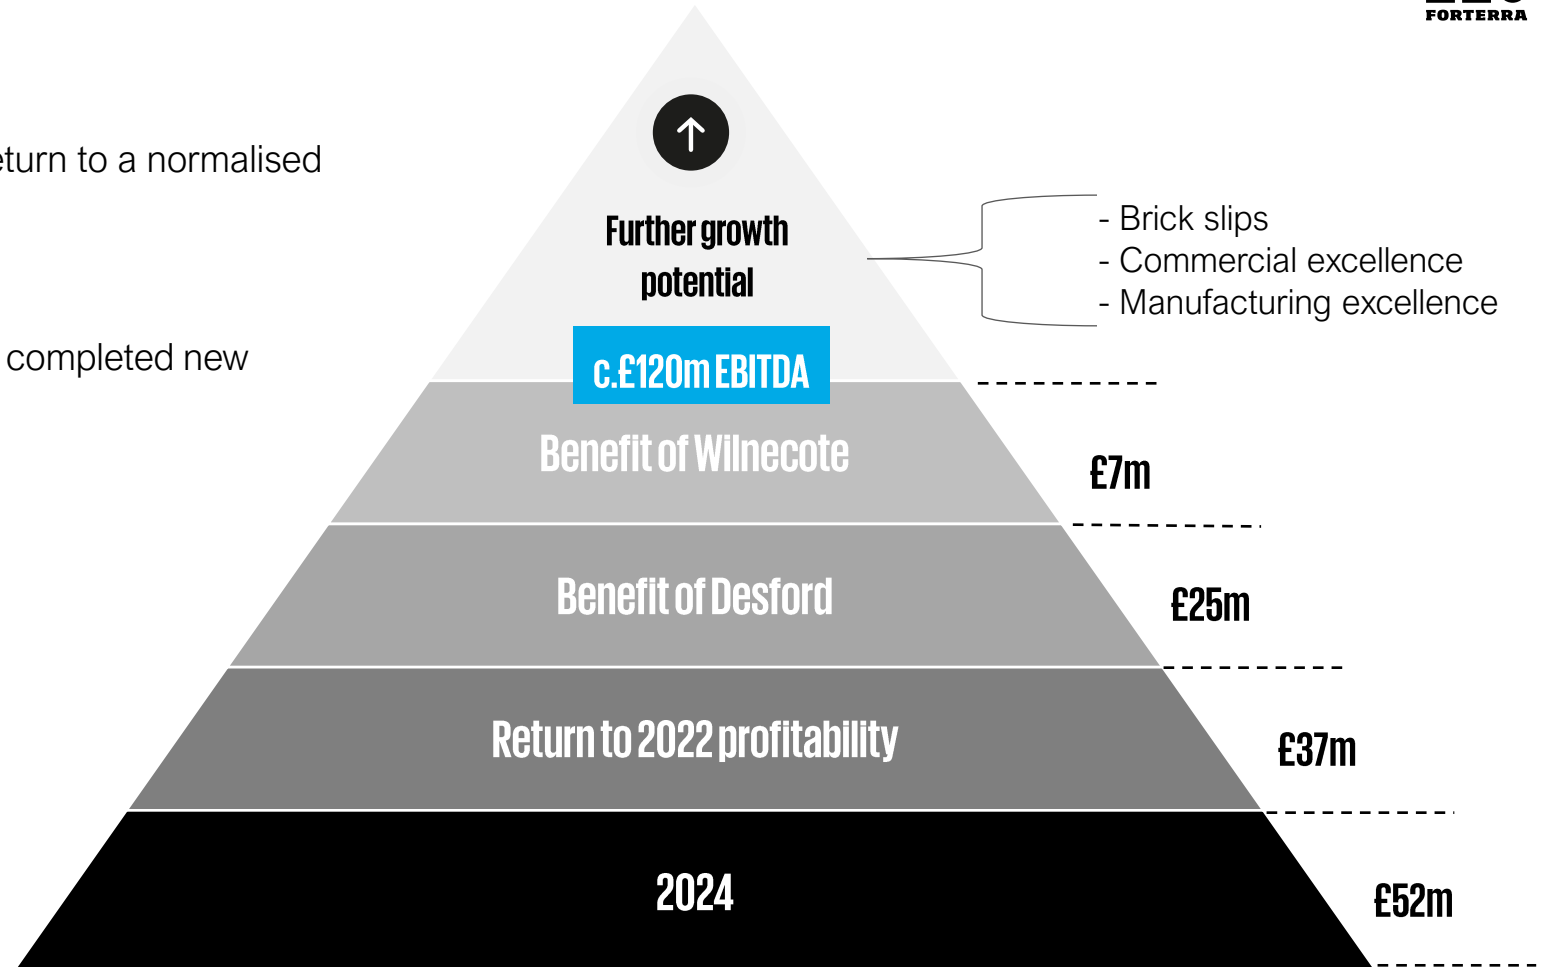 FORTERRA
eturn to a normalised
Further growth
potential
- Brick slips
- Commercial excellence
- Manufacturing excellence
completed new
c.£120m EBITDA
Benefit of Wilnecote
£7m
Benefit of Desford
£25m
Return to 2022 profitability
£37m
2024
£52m